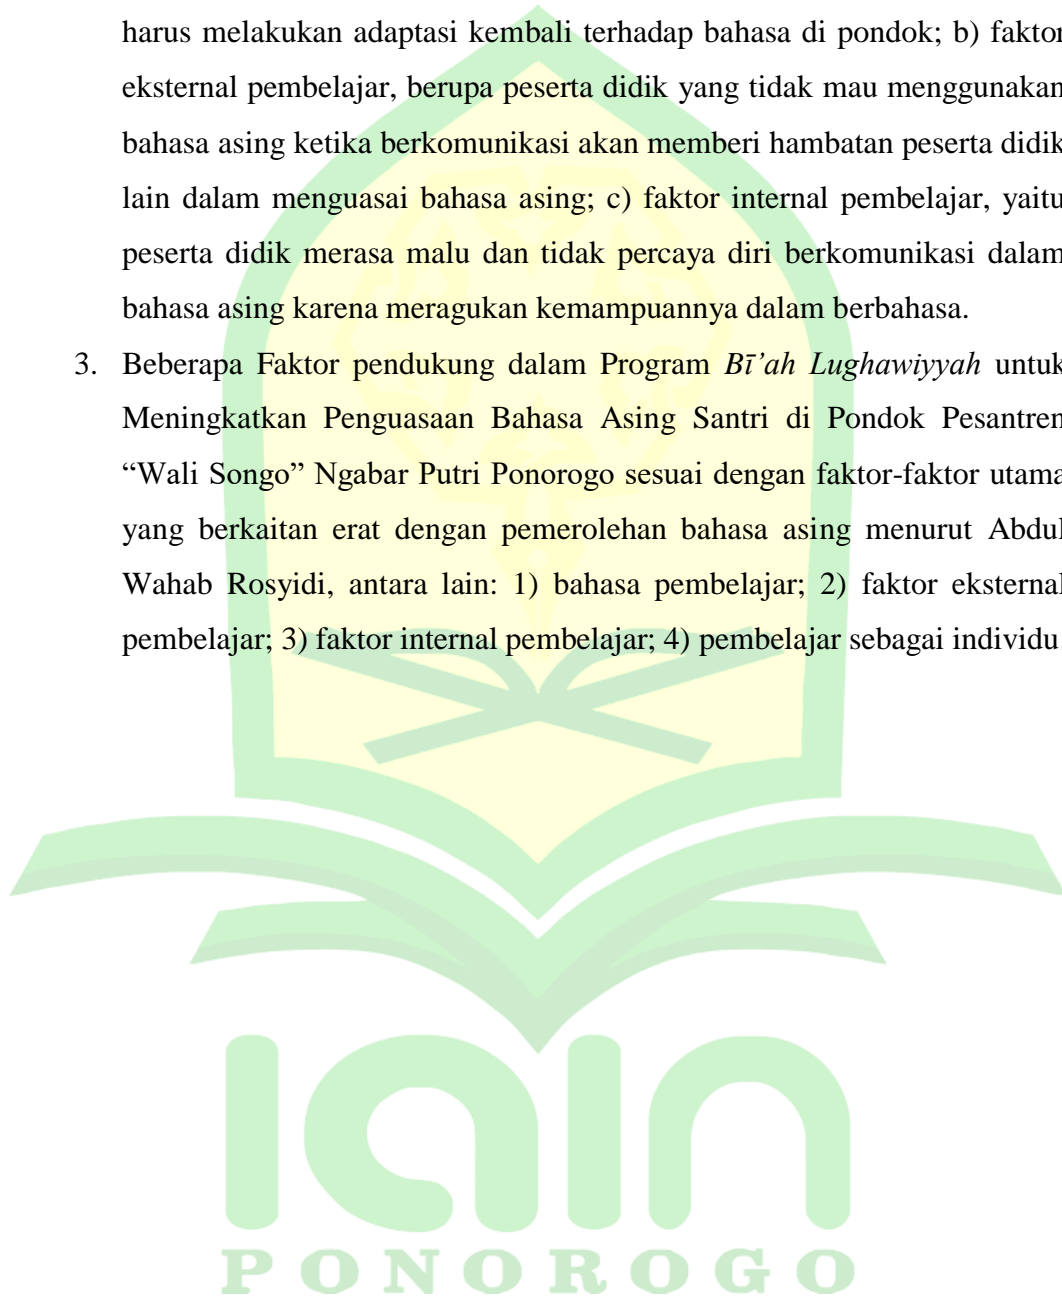 harus melakukan adaptasi kembali terhadap bahasa di pondok; b) faktor
eksternal pembelajar, berupa peserta didik yang tidak mau menggunakan
bahasa asing ketika berkomunikasi akan memberi hambatan peserta didik
lain dalam menguasai bahasa asing; c) faktor internal pembelajar, yaitu
peserta didik merasa malu dan tidak percaya diri berkomunikasi dalam
bahasa asing karena meragukan kemampuannya dalam berbahasa.
3. Beberapa Faktor pendukung dalam Program Bī’ah Lughawiyyah untuk
Meningkatkan Penguasaan Bahasa Asing Santri di Pondok Pesantren
“Wali Songo” Ngabar Putri Ponorogo sesuai dengan faktor-faktor utama
yang berkaitan erat dengan pemerolehan bahasa asing menurut Abdul
Wahab Rosyidi, antara lain: 1) bahasa pembelajar; 2) faktor eksternal
pembelajar; 3) faktor internal pembelajar; 4) pembelajar sebagai individu.
iain
PONOROGO